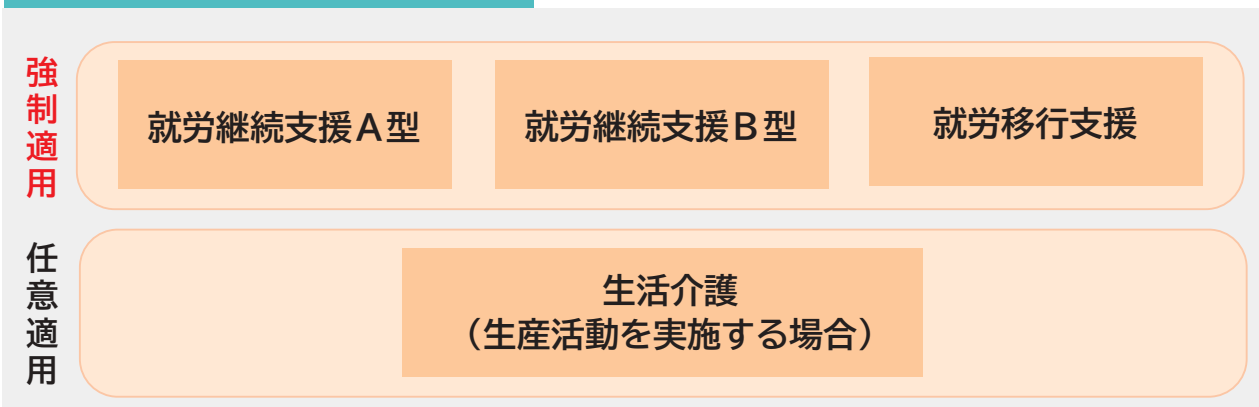 強制適用
就労継続支援A型
就労継続支援B型
就労移行支援
任意適用
生活介護
（生産活動を実施する場合）